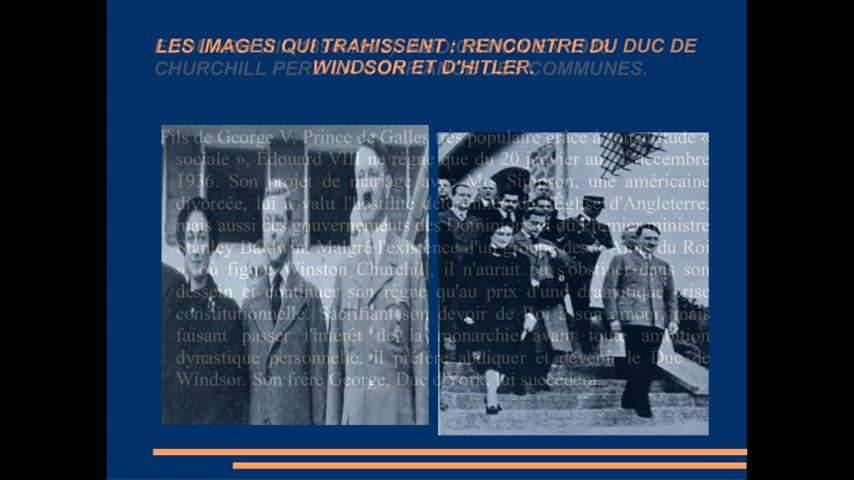 LES IMAGES QUI TRAHISSENT : RENCONTRE DU DUC DE
WINDSOR ET D'HITLER.
CHURCHILL PERD COMMUNES.
Fils de George V, Prince de Galles très populaire grâce à «
sociale », Edouard VIII ne règne que du 20 janvier au décembre
1936. Son projet de mariage avec Mrs Simpson, une américaine
divorcée, lui a valu l'hostilité déterminée de l'Eglise d'Angleterre,
mais aussi des gouvernements des Dominions et du Premier ministre
Stanley Baldwin. Malgré l'existence d'un groupe des « Amis du Roi
» où figure Winston Churchill, il n'aurait pu s'obstiner dans son
dessein et continuer son règne qu'au prix d'une dramatique crise
constitutionnelle. Sacrifiant son devoir de Roi à son amour, mais
faisant passer l'intérêt de la monarchie avant toute ambition
dynastique personnelle, il préfère abdiquer et devenir le Duc de
Windsor. Son frère George, Duc d'York, lui succédera.